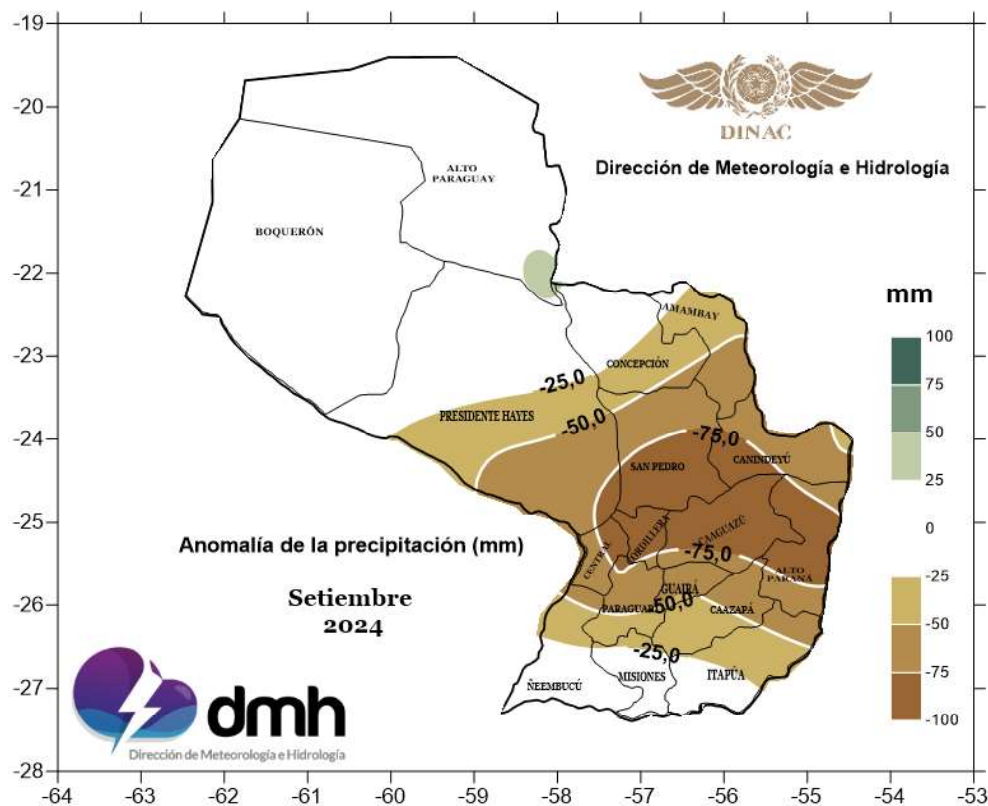 -19
-20
-21
-22
-23
-24
-25
-26
-27
-28
-64
-63
-62
-61
-60
-59
-58
-57
-56
-55
-54
-53
DINAC
Dirección de Meteorología e Hidrología
ALTO
PARAGUAY
BOQUERÓN
AMAMBAY
CONCEPCIÓN
-25,0
PRESIDENTE HAYES
-50,0
-75,0
SAN PEDRO
CANINDEYÚ
CAAGUAZÚ
CORDILLERA
CENTRAL
-75,0
ALTO
PARANÁ
GUAIRÁ
PARAGUARÍ
-50,0
CAAZAPÁ
-25,0
MISIONES
ITAPÚA
ÑEEMBUCÚ
mm
100
75
50
25
0
-25
-50
-75
-100
Anomalía de la precipitación (mm)
Setiembre
2024
dmh
Dirección de Meteorología e Hidrología